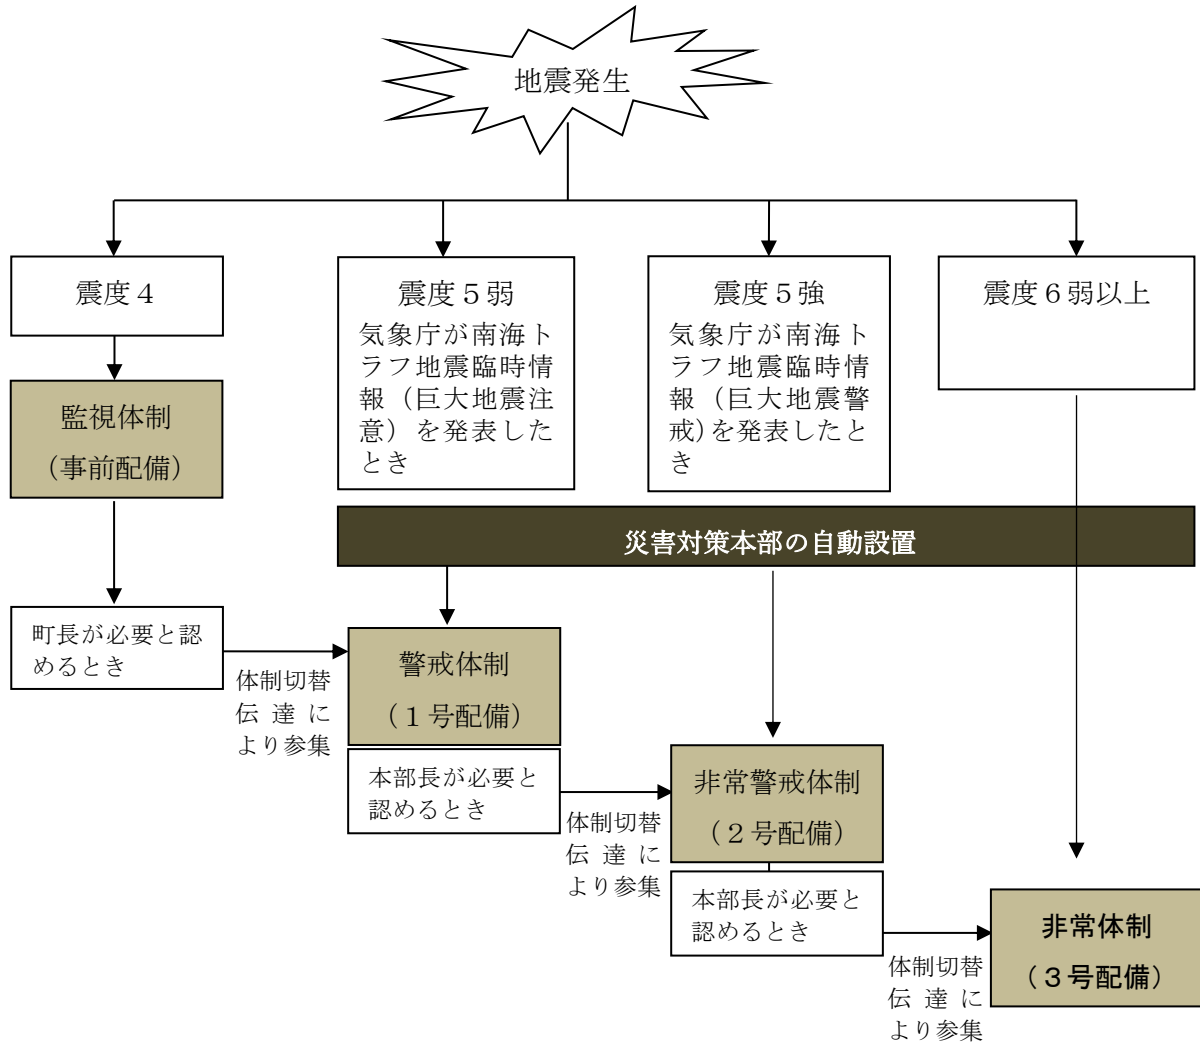 地震発生
震度４
震度５弱
気象庁が南海ト
ラフ地震臨時情
報（巨大地震注
意）を発表した
とき
震度５強
気象庁が南海ト
ラフ地震臨時情
報（巨大地震警
戒）を発表したと
き
震度６弱以上
監視体制
（事前配備）
災害対策本部の自動設置
町長が必要と認
めるとき
体制切替
伝達に
より参集
警戒体制
（１号配備）
本部長が必要と
認めるとき
体制切替
伝達に
より参集
非常警戒体制
（２号配備）
本部長が必要と
認めるとき
体制切替
伝達に
より参集
非常体制
（３号配備）